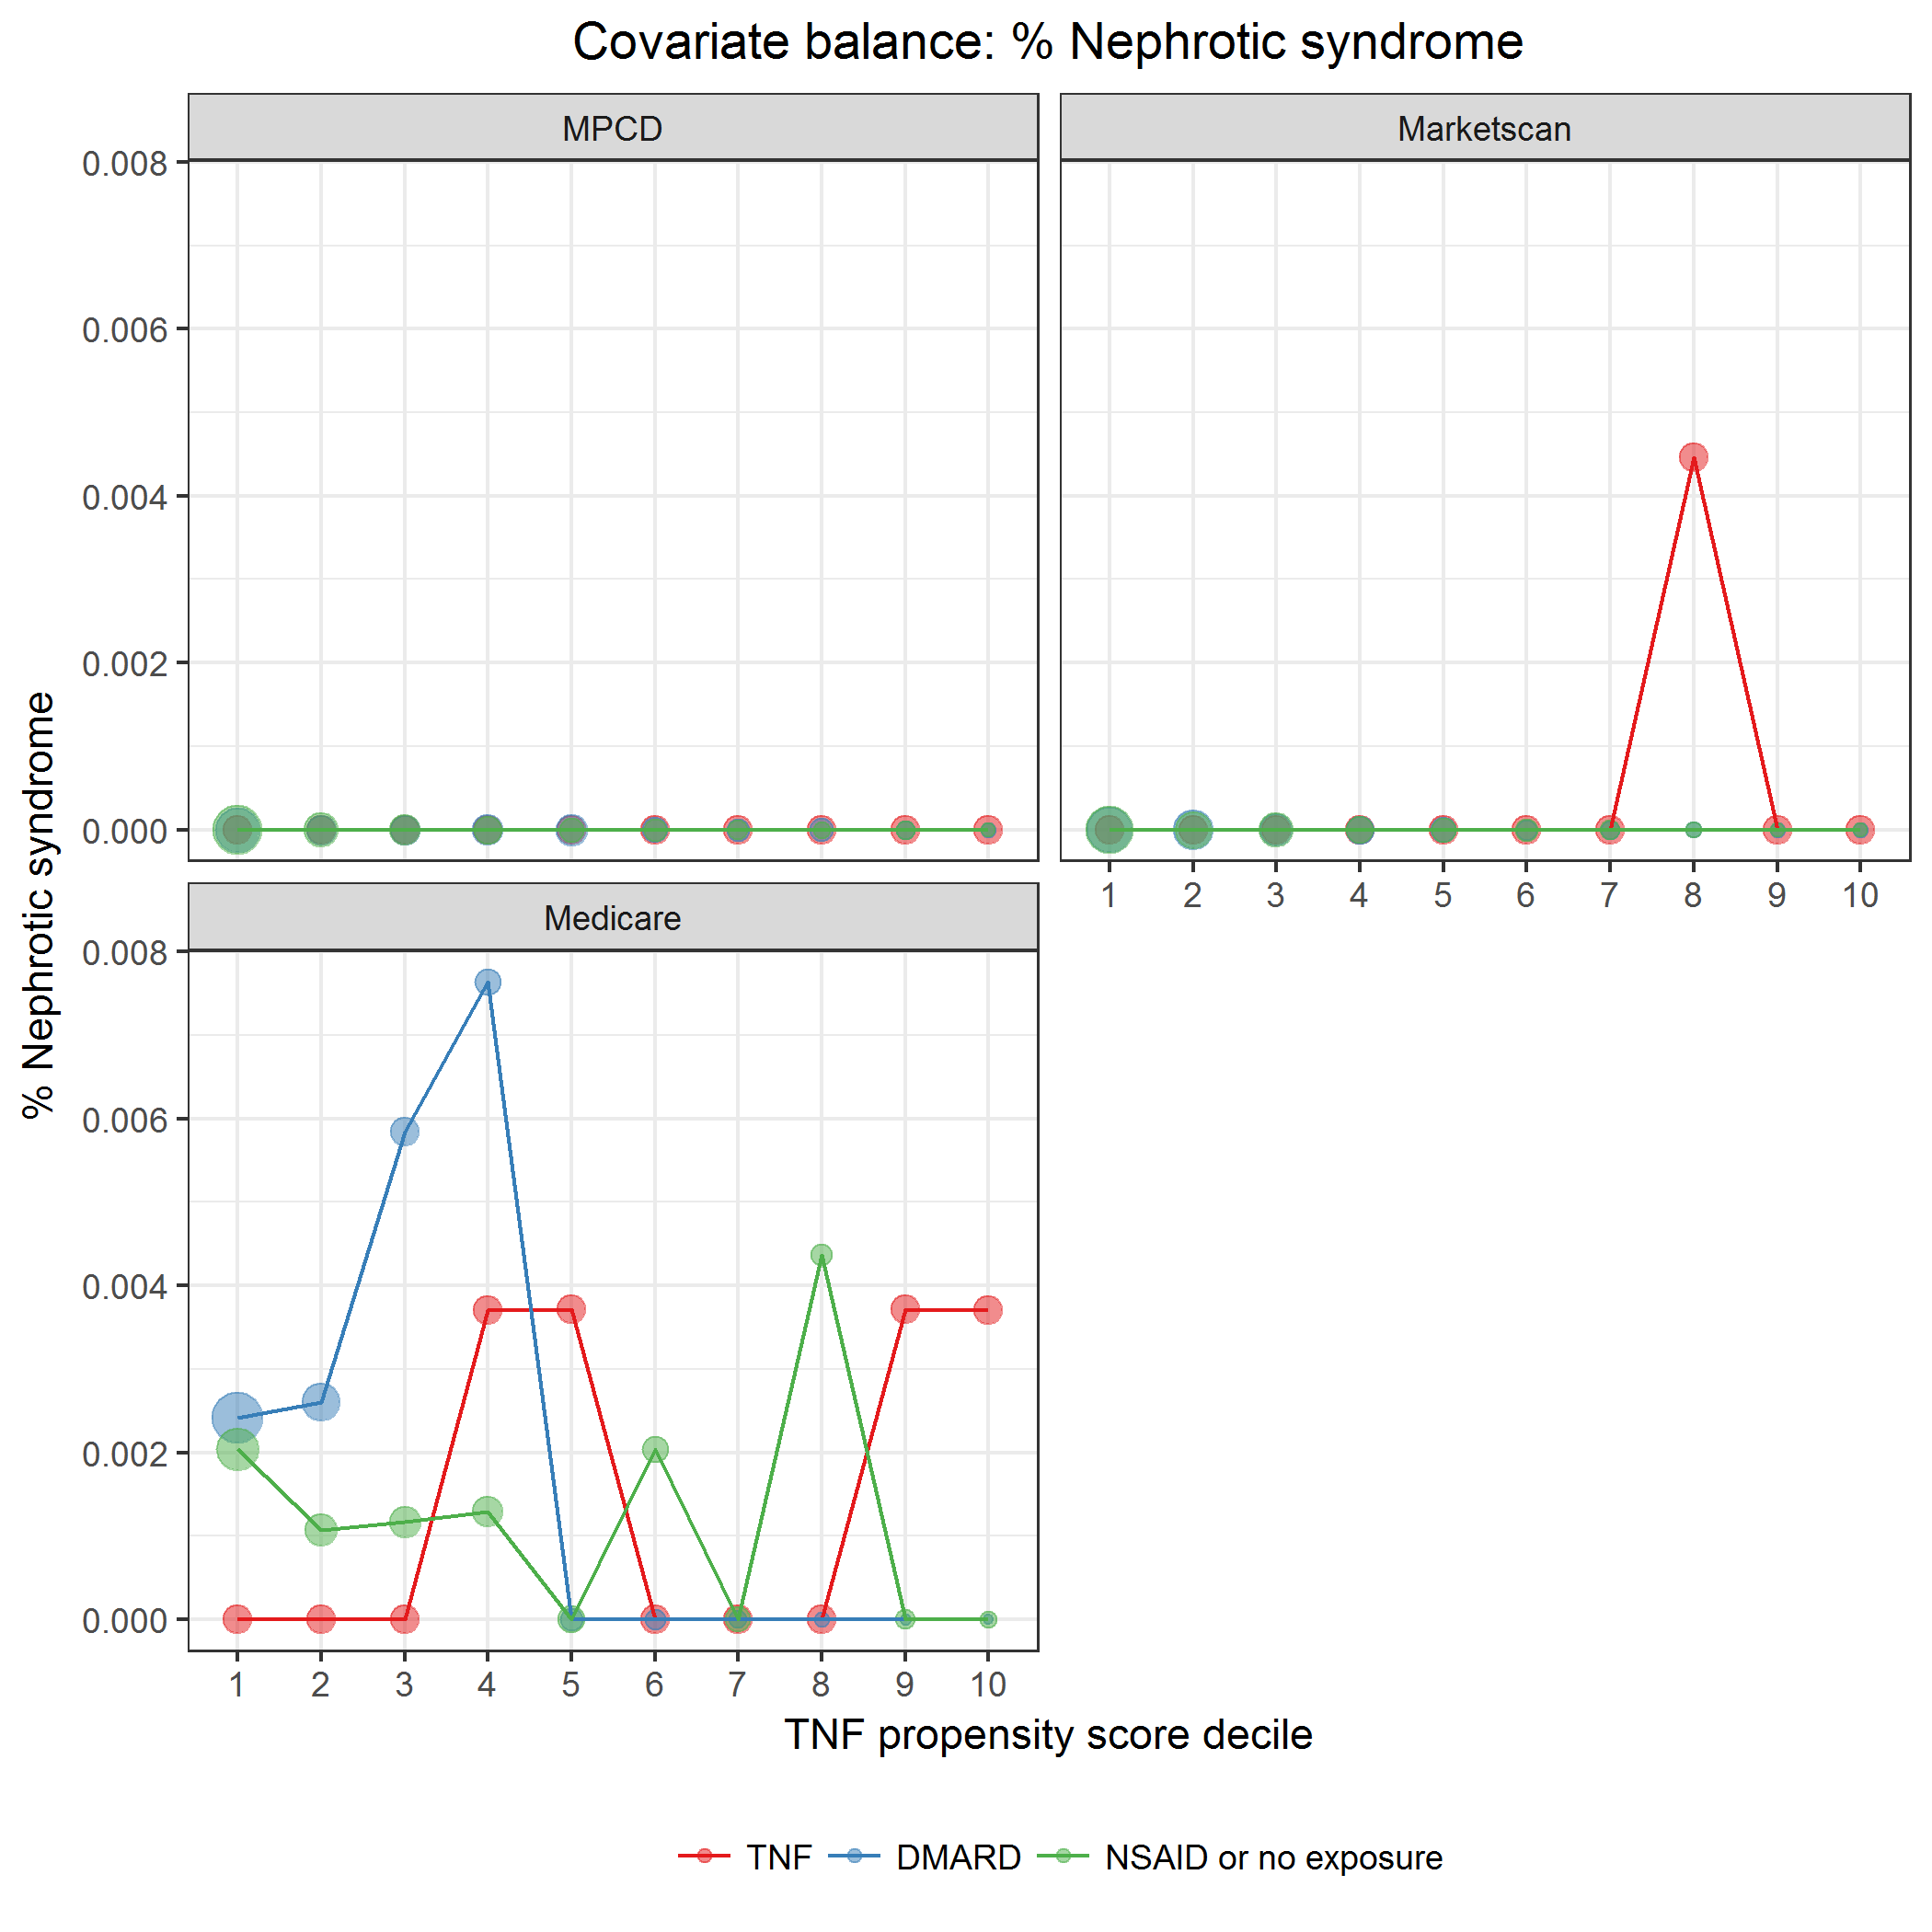 Covariate balance: % Nephrotic syndrome
MPCD
Marketscan
0.008
0.006
0.004
0.002
0.000
1 2 3 4 5 6 7 8 9 10
Medicare
0.008
0.006
0.004
0.002
0.000
1 2 3 4 5 6 7 8 9 10
% Nephrotic syndrome
TNF propensity score decile
TNF DMARD NSAID or no exposure